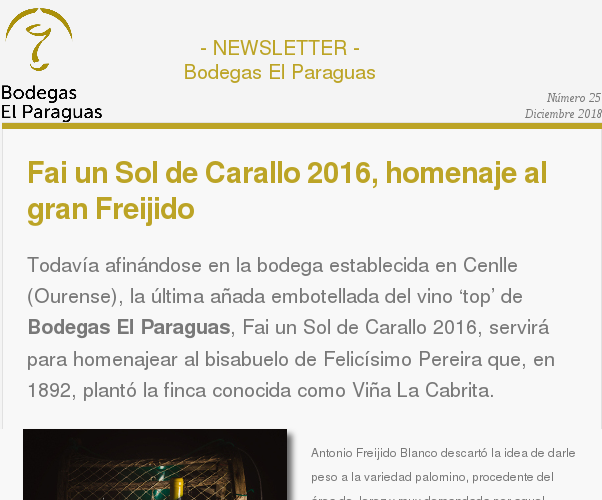 Bodegas
El Paraguas
- NEWSLETTER -
Bodegas El Paraguas
Número 25
Diciembre 2018
Fai un Sol de Carallo 2016, homenaje al
gran Freijido
Todavía afinándose en la bodega establecida en Cenlle
(Ourense), la última añada embotellada del vino ‘top’ de
Bodegas El Paraguas, Fai un Sol de Carallo 2016, servirá
para homenajear al bisabuelo de Felicísimo Pereira que, en
1892, plantó la finca conocida como Viña La Cabrita.
Antonio Freijido Blanco descartó la idea de darle
peso a la variedad palomino, procedente del